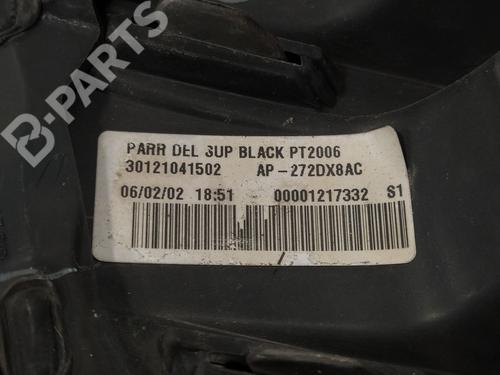 B-PARTS
PARR DEL SUP BLACK PT2006
30121041502 AP-272DX8AC
06/02/02 18:51 00001217332 S1